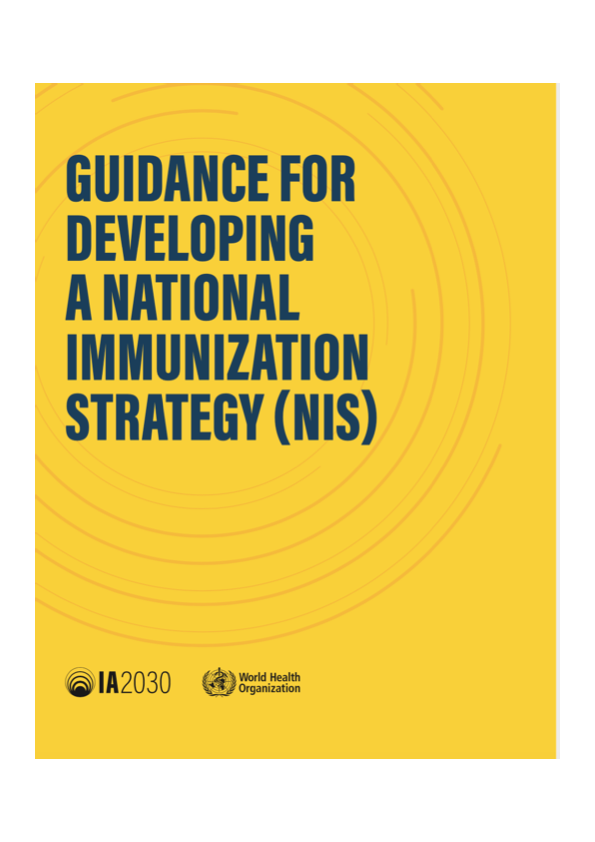 GUIDANCE FOR
DEVELOPING
A NATIONAL
IMMUNIZATION
STRATEGY (NIS)
IA2030
World Health
Organization